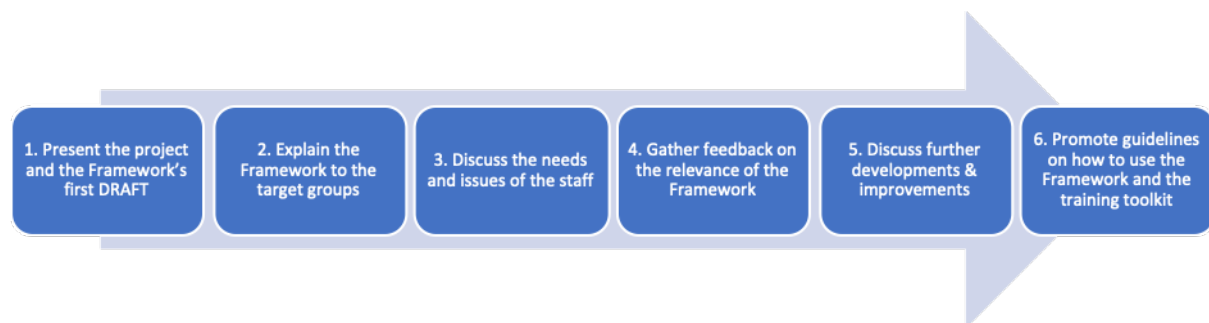 1. Present the project
and the Framework's
first DRAFT
2. Explain the
Framework to the
target groups
3. Discuss the needs
and issues of the staff
4. Gather feedback on
the relevance of the
Framework
5. Discuss further
developments &
improvements
6. Promote guidelines
on how to use the
Framework and the
training toolkit